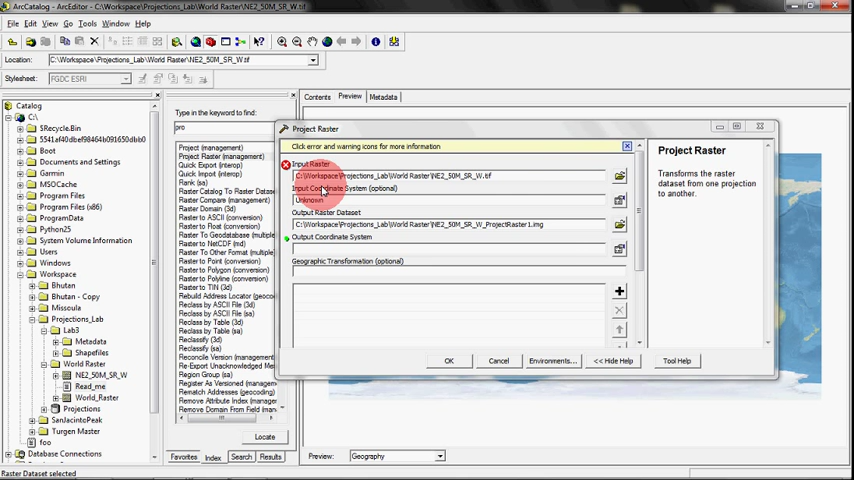 ArcCatalog - ArcEditor - C:\Workspace\Projections_Lab\World Raster\NE2_50M_SR_W.tif
File Edit View Go Tools Window Help
Location: C:\Workspace\Projections_Lab\World Raster\NE2_50M_SR_W.tif
Stylesheet: FGDC ESRI
Catalog
C:\
$Recycle.Bin
5541ef40dbef98464b091650dbb0
Boot
Documents and Settings
Garmin
MSOCache
Program Files
Program Files (x86)
ProgramData
Python25
System Volume Information
Users
Windows
Workspace
Bhutan
Bhutan - Copy
Missoula
Projections_Lab
Lab3
Metadata
Shapefiles
World Raster
NE2_50M_SR_W
Read_me
World_Raster
Projections
SanJacintoPeak
Turgen Master
foo
Database Connections
Type in the keyword to find:
pro
Project (management)
Project Raster (management)
Quick Export (interop)
Quick Import (interop)
Rank (sa)
Raster Catalog To Raster Datase
Raster Compare (management)
Raster Domain (3d)
Raster to ASCII (conversion)
Raster to Float (conversion)
Raster To Geodatabase (multiple
Raster to NetCDF (md)
Raster To Other Format (multiple
Raster to Point (conversion)
Raster to Polygon (conversion)
Raster to Polyline (conversion)
Raster to TIN (3d)
Rebuild Address Locator (geocod
Reclass by ASCII File (3d)
Reclass by ASCII File (sa)
Reclass by Table (3d)
Reclass by Table (sa)
Reclassify (3d)
Reclassify (sa)
Reconcile Version (management)
Re-Export Unacknowledged Me
Region Group (sa)
Register As Versioned (managem
Rematch Addresses (geocoding)
Remove Attribute Index (manage
Remove Domain From Field (man
Locate
Favorites Index Search Results
Contents Preview Metadata
Project Raster
Click error and warning icons for more information
Input Raster
C:\Workspace\Projections_Lab\World Raster\NE2_50M_SR_W.tif
Input Coordinate System (optional)
Unknown
Output Raster Dataset
C:\Workspace\Projections_Lab\World Raster\NE2_50M_SR_W_ProjectRaster1.img
Output Coordinate System
Geographic Transformation (optional)
OK Cancel Environments... << Hide Help Tool Help
Project Raster
Transforms the raster
dataset from one projection
to another.
Preview: Geography
Raster Dataset selected